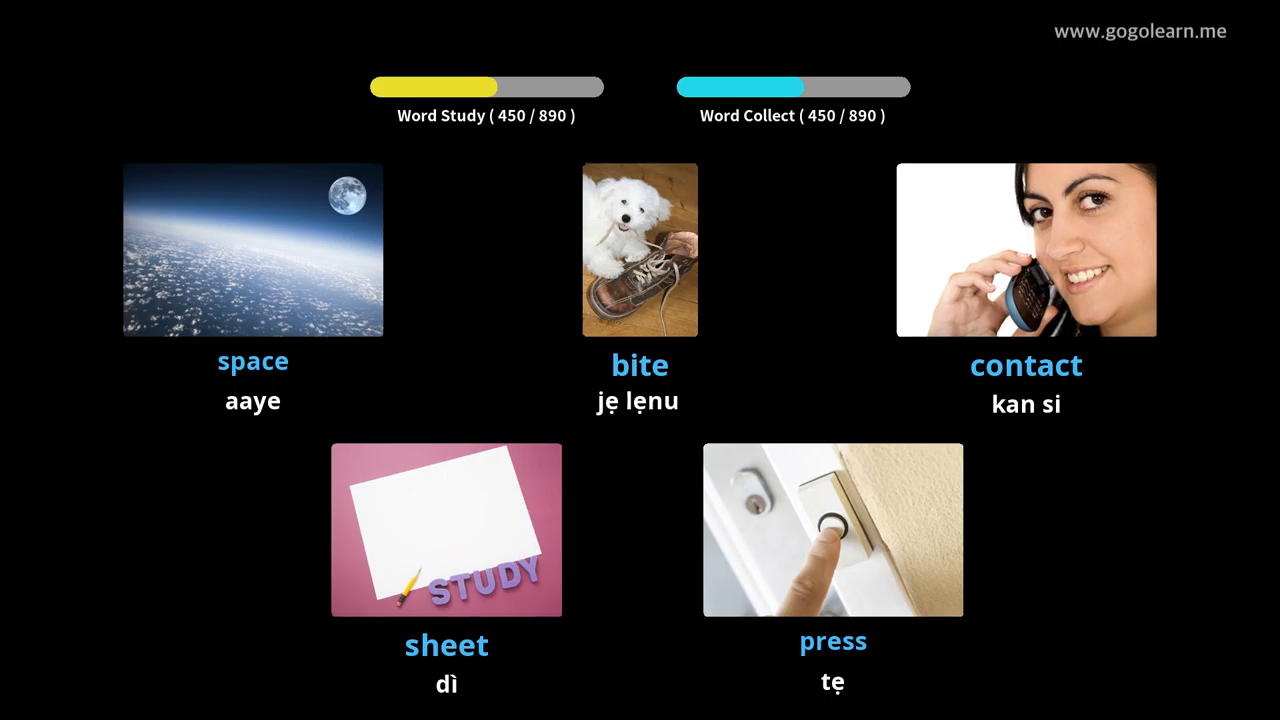 www.gogolearn.me
Word Study ( 450 / 890 )
Word Collect ( 450 / 890 )
space
aaye
bite
jẹ lẹnu
contact
kan si
STUDY
sheet
dì
press
tẹ